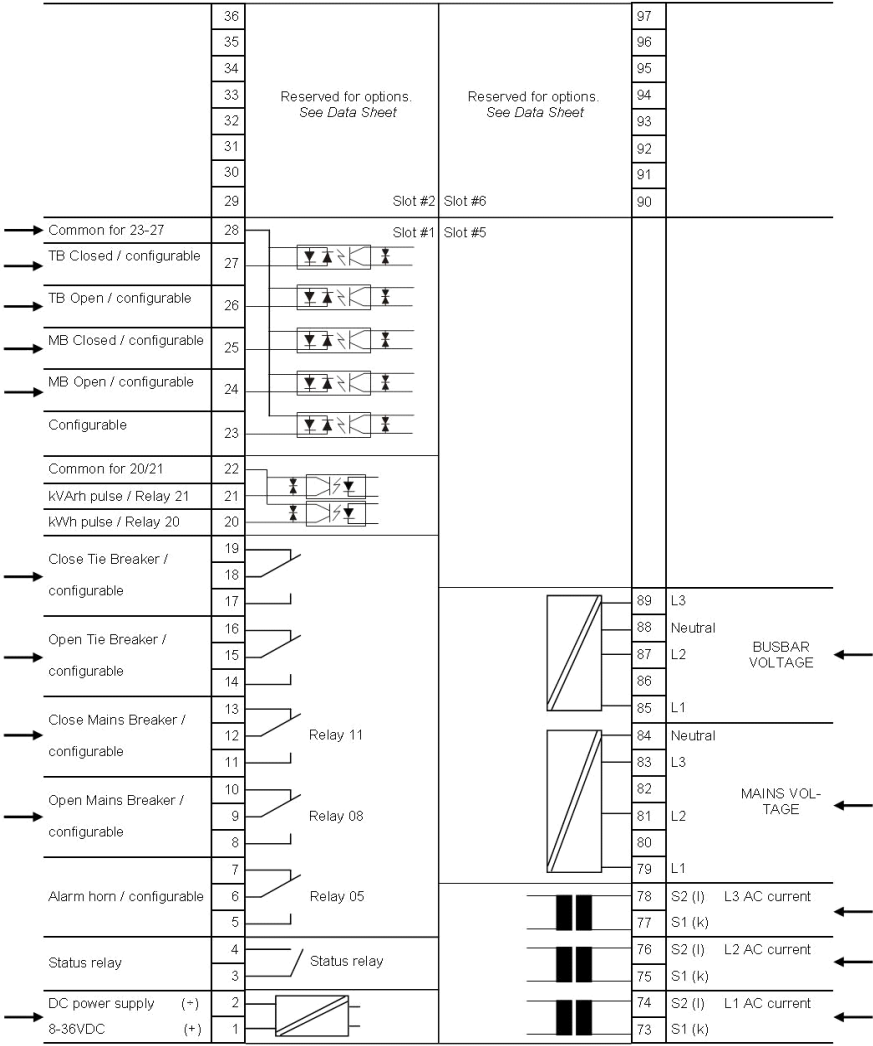 36
97
35
96
34
95
33
Reserved for options.
See Data Sheet
Reserved for options.
See Data Sheet
94
32
93
31
92
30
91
29
Slot #2
Slot #6
90
Common for 23-27
28
Slot #1
Slot #5
TB Closed / configurable
27
TB Open / configurable
26
MB Closed / configurable
25
MB Open / configurable
24
Configurable
23
Common for 20/21
22
kVArh pulse / Relay 21
21
kWh pulse / Relay 20
20
Close Tie Breaker /
configurable
19
18
17
Open Tie Breaker /
configurable
16
15
14
Close Mains Breaker /
configurable
13
12
11
Relay 11
Open Mains Breaker /
configurable
10
9
8
Relay 08
Alarm horn / configurable
7
6
5
Relay 05
Status relay
4
3
Status relay
DC power supply (÷)
8-36VDC (+)
2
1
89 L3
88 Neutral
87 L2
86
85 L1
BUSBAR
VOLTAGE
84 Neutral
83 L3
82
81 L2
80
79 L1
MAINS VOL-
TAGE
78 S2 (l) L3 AC current
77 S1 (k)
76 S2 (l) L2 AC current
75 S1 (k)
74 S2 (l) L1 AC current
73 S1 (k)